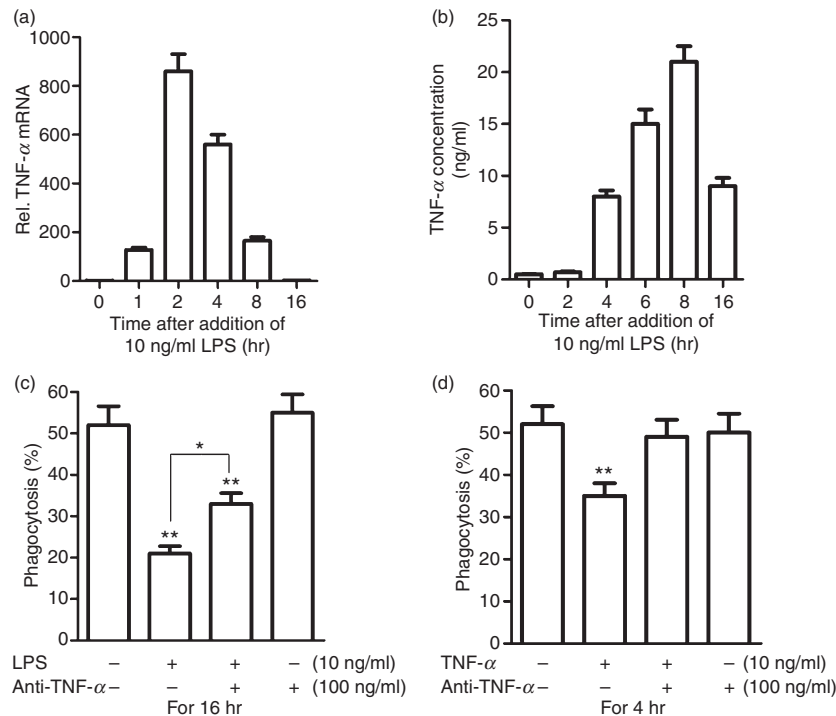 (a)
1000
800
600
400
200
0
Rel. TNF-α mRNA
0 1 2 4 8 16
Time after addition of
10 ng/ml LPS (hr)
(b)
25
20
15
10
5
0
TNF-α concentration
(ng/ml)
0 2 4 6 8 16
Time after addition of
10 ng/ml LPS (hr)
(c)
60
50
40
30
20
10
0
Phagocytosis (%)
*
**
**
LPS – + + – (10 ng/ml)
Anti-TNF-α – – + + (100 ng/ml)
For 16 hr
(d)
60
50
40
30
20
10
0
Phagocytosis (%)
**
TNF-α – + + – (10 ng/ml)
Anti-TNF-α – – + + (100 ng/ml)
For 4 hr